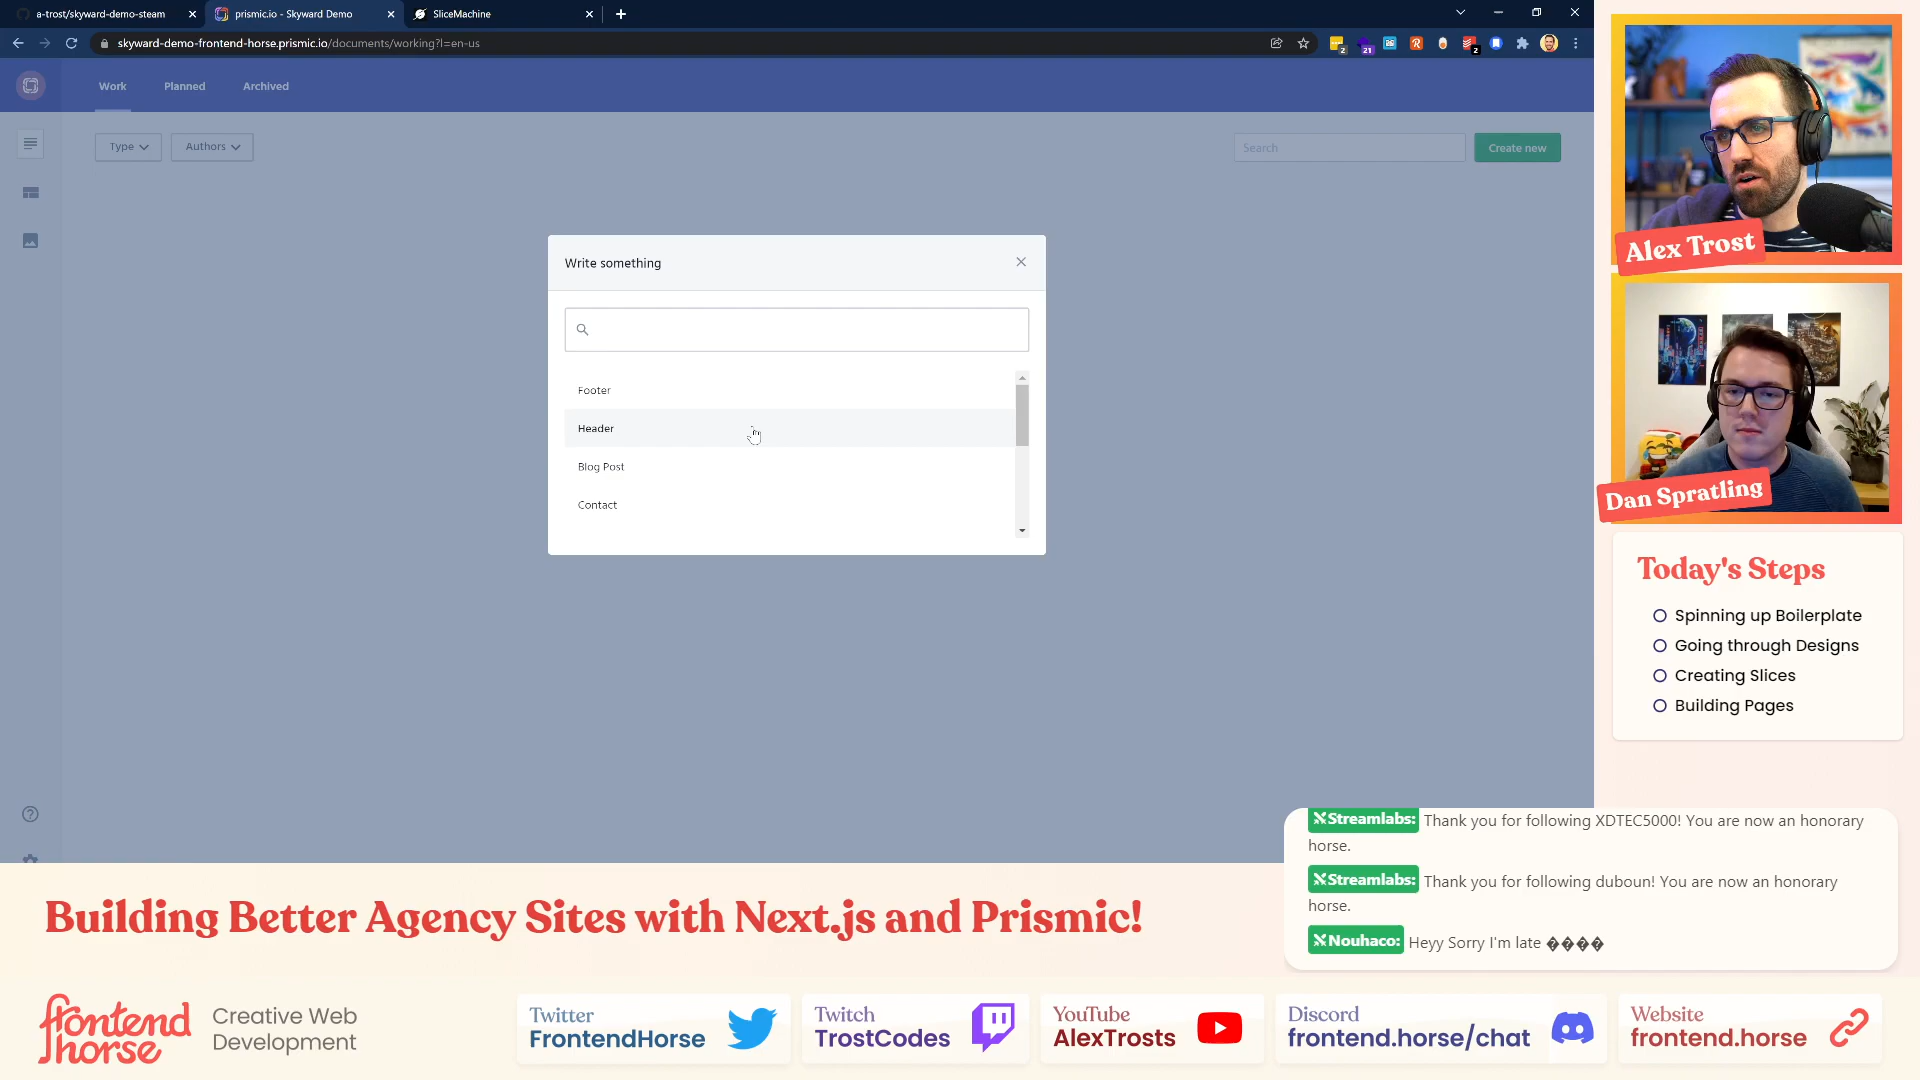 a-trost/skyward-demo-steam
prismic.io - Skyward Demo
SliceMachine
skyward-demo-frontend-horse.prismic.io/documents/working?l=en-us
2
21
2
Work
Planned
Archived
Type
Authors
Search
Create new
Write something
Footer
Header
Blog Post
Contact
Alex Trost
Dan Spratling
Today's Steps
Spinning up Boilerplate
Going through Designs
Creating Slices
Building Pages
Streamlabs: Thank you for following XDTEC5000! You are now an honorary
horse.
Streamlabs: Thank you for following duboun! You are now an honorary
horse.
Nouhaco: Heyy Sorry I'm late ����
Building Better Agency Sites with Next.js and Prismic!
frontend
horse
Creative Web
Development
Twitter
FrontendHorse
Twitch
TrostCodes
YouTube
AlexTrosts
Discord
frontend.horse/chat
Website
frontend.horse